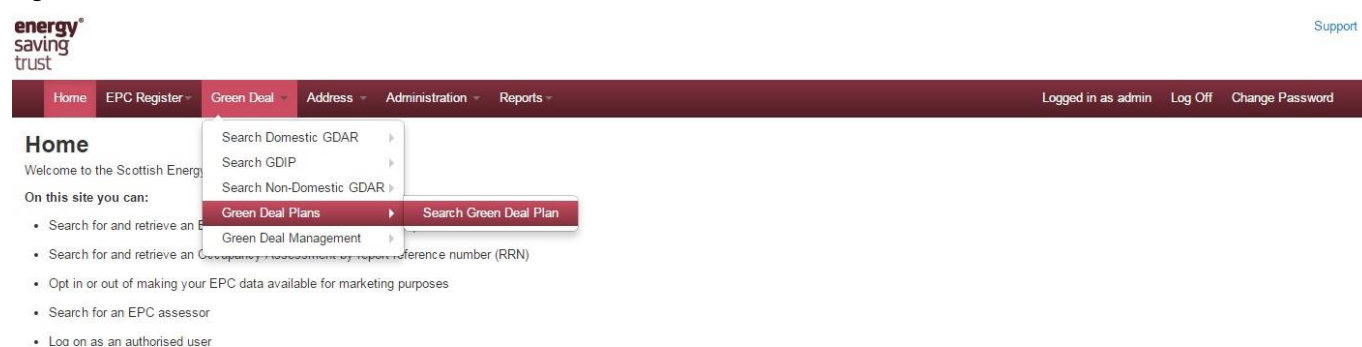 energy®
saving
trust
Support
Home EPC Register Green Deal Address Administration Reports Logged in as admin Log Off Change Password
Home
Search Domestic GDAR
Welcome to the Scottish Energy
Search GDIP
On this site you can:
Search Non-Domestic GDAR
Green Deal Plans Search Green Deal Plan
• Search for and retrieve an E
Green Deal Management
• Search for and retrieve an Occupancy Assessment by report reference number (RRN)
• Opt in or out of making your EPC data available for marketing purposes
• Search for an EPC assessor
• Log on as an authorised user